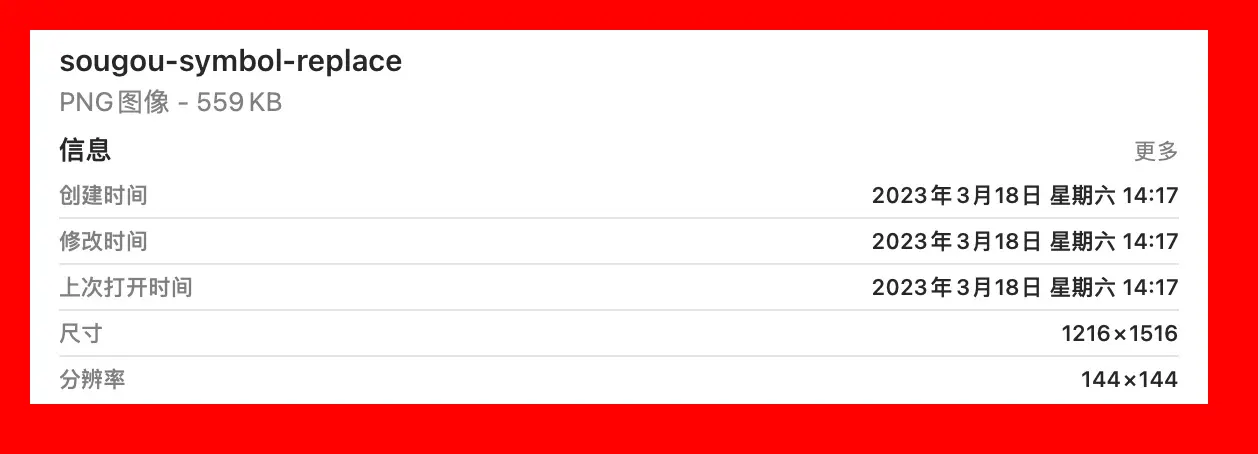 sougou-symbol-replace
PNG图像 - 559 KB
信息 更多
创建时间 2023年3月18日 星期六 14:17
修改时间 2023年3月18日 星期六 14:17
上次打开时间 2023年3月18日 星期六 14:17
尺寸 1216×1516
分辨率 144×144